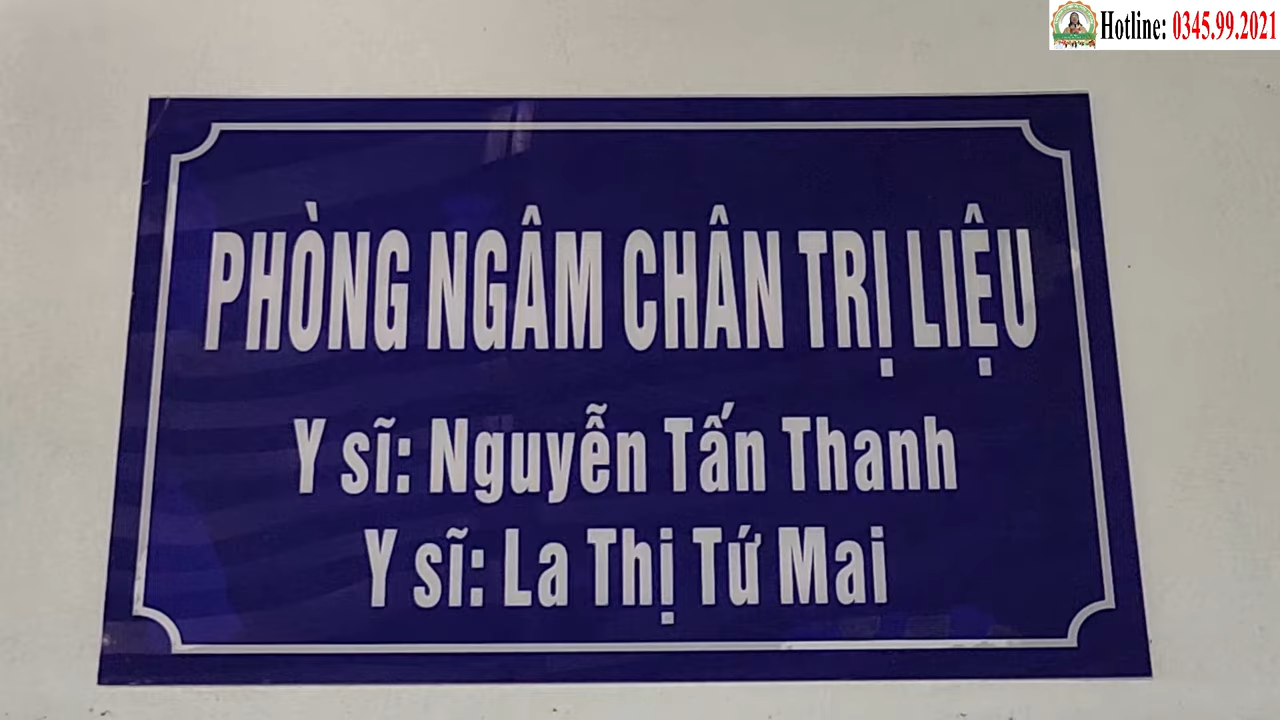 Hotline: 0345.99.2021
PHÒNG NGÂM CHÂN TRỊ LIỆU
Y sĩ: Nguyễn Tấn Thanh
Y sĩ: La Thị Tứ Mai